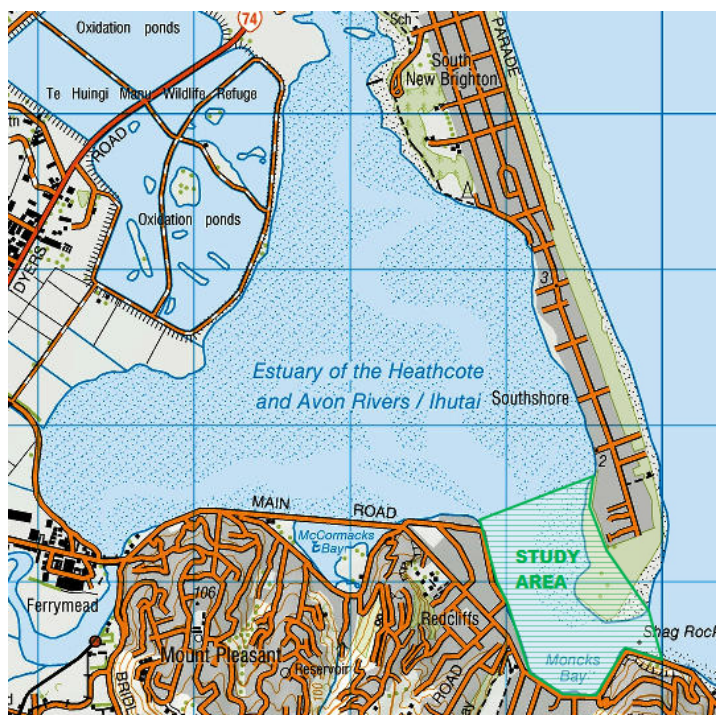 74
Oxidation ponds
Sch
PARADE
South
New Brighton
Te Huingi Manu Wildlife Refuge
ROAD
Oxidation ponds
DYERS
3
Estuary of the Heathcote
and Avon Rivers / Ihutai
Southshore
2
MAIN ROAD
McCormacks
Bay
STUDY
AREA
106
Ferrymead
Redcliffs
Shag Rock
Mount Pleasant
Reservoir
Moncks
Bay
ROAD
BRIDL